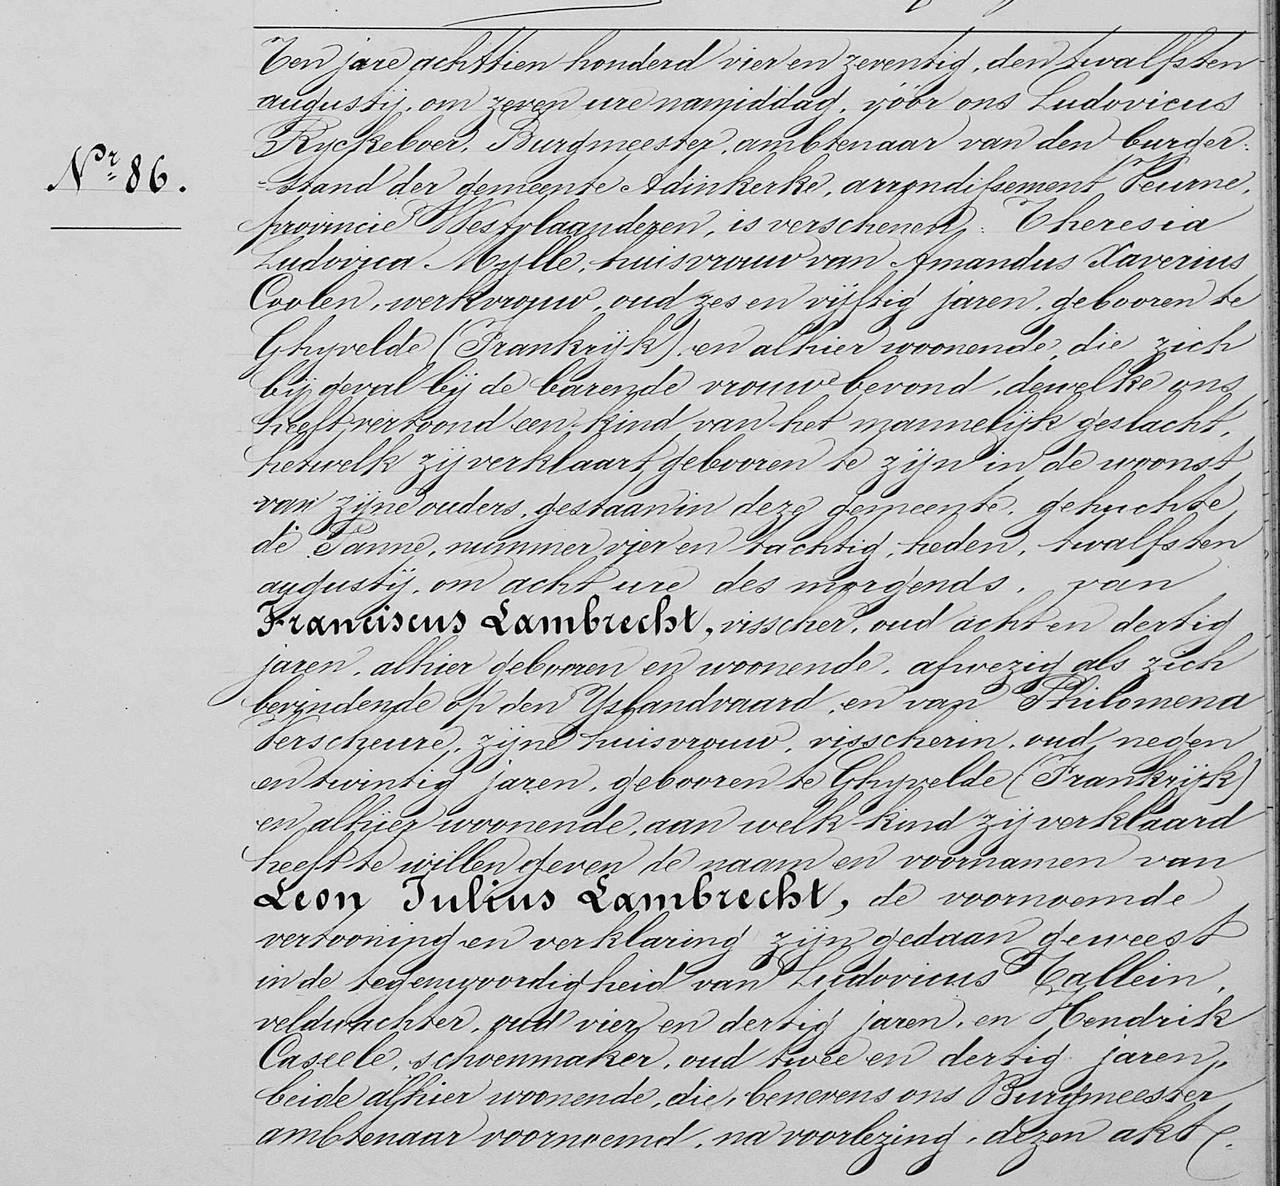 Ten jare achttien honderd vier en zeventig, den twalfsten
augustij, om zeven ure namiddag, vóór ons Ludovicus
Ryckeboer, Burgmeester, ambtenaar van den burger-
Nr 86.
-stand der gemeente Adinkerke, arrondissement Veurne,
provincie Westvlaanderen, is verschenen: Theresia
Ludovica Mylle, huisvrouw van Amandus Xaverius
Coolen, werkvrouw, oud zes en vijftig jaren, gebooren te
Ghyvelde (Frankrijk), en alhier woonende, die zich
bij geval bij de barende vrouw bevond, dewelke ons
heeft vertoond een kind van het mannelijk geslacht,
hetwelk zij verklaart gebooren te zijn in de woonst
van zijne ouders, gestaan in deze gemeente, gehuchte
de Panne, nummer vier en tachtig, heden, twalfsten
augustij, om acht ure des morgends, van
Franciscus Lambrecht, visscher, oud acht en dertig
jaren, alhier gebooren en woonende, afwezig als zich
bevindende op den Yslandvaard, en van Philomena
Verscheure, zijne huisvrouw, visscherin, oud negen
en twintig jaren, gebooren te Ghyvelde (Frankrijk)
en alhier woonende, aan welk kind zij verklaard
heeft te willen geven de naam en voornamen van
Leon Julius Lambrecht, de voornoemde
vertooning en verklaring zijn gedaan geweest
in de tegenwoordigheid van Ludovicus Tallein,
veldwachter, oud vier en dertig jaren, en Hendrik
Caseele, schoenmaker, oud twee en dertig jaren,
beide alhier woonende, die, benevens ons Burgmeester
ambtenaar voornoemd, na voorlezing, dezen akt